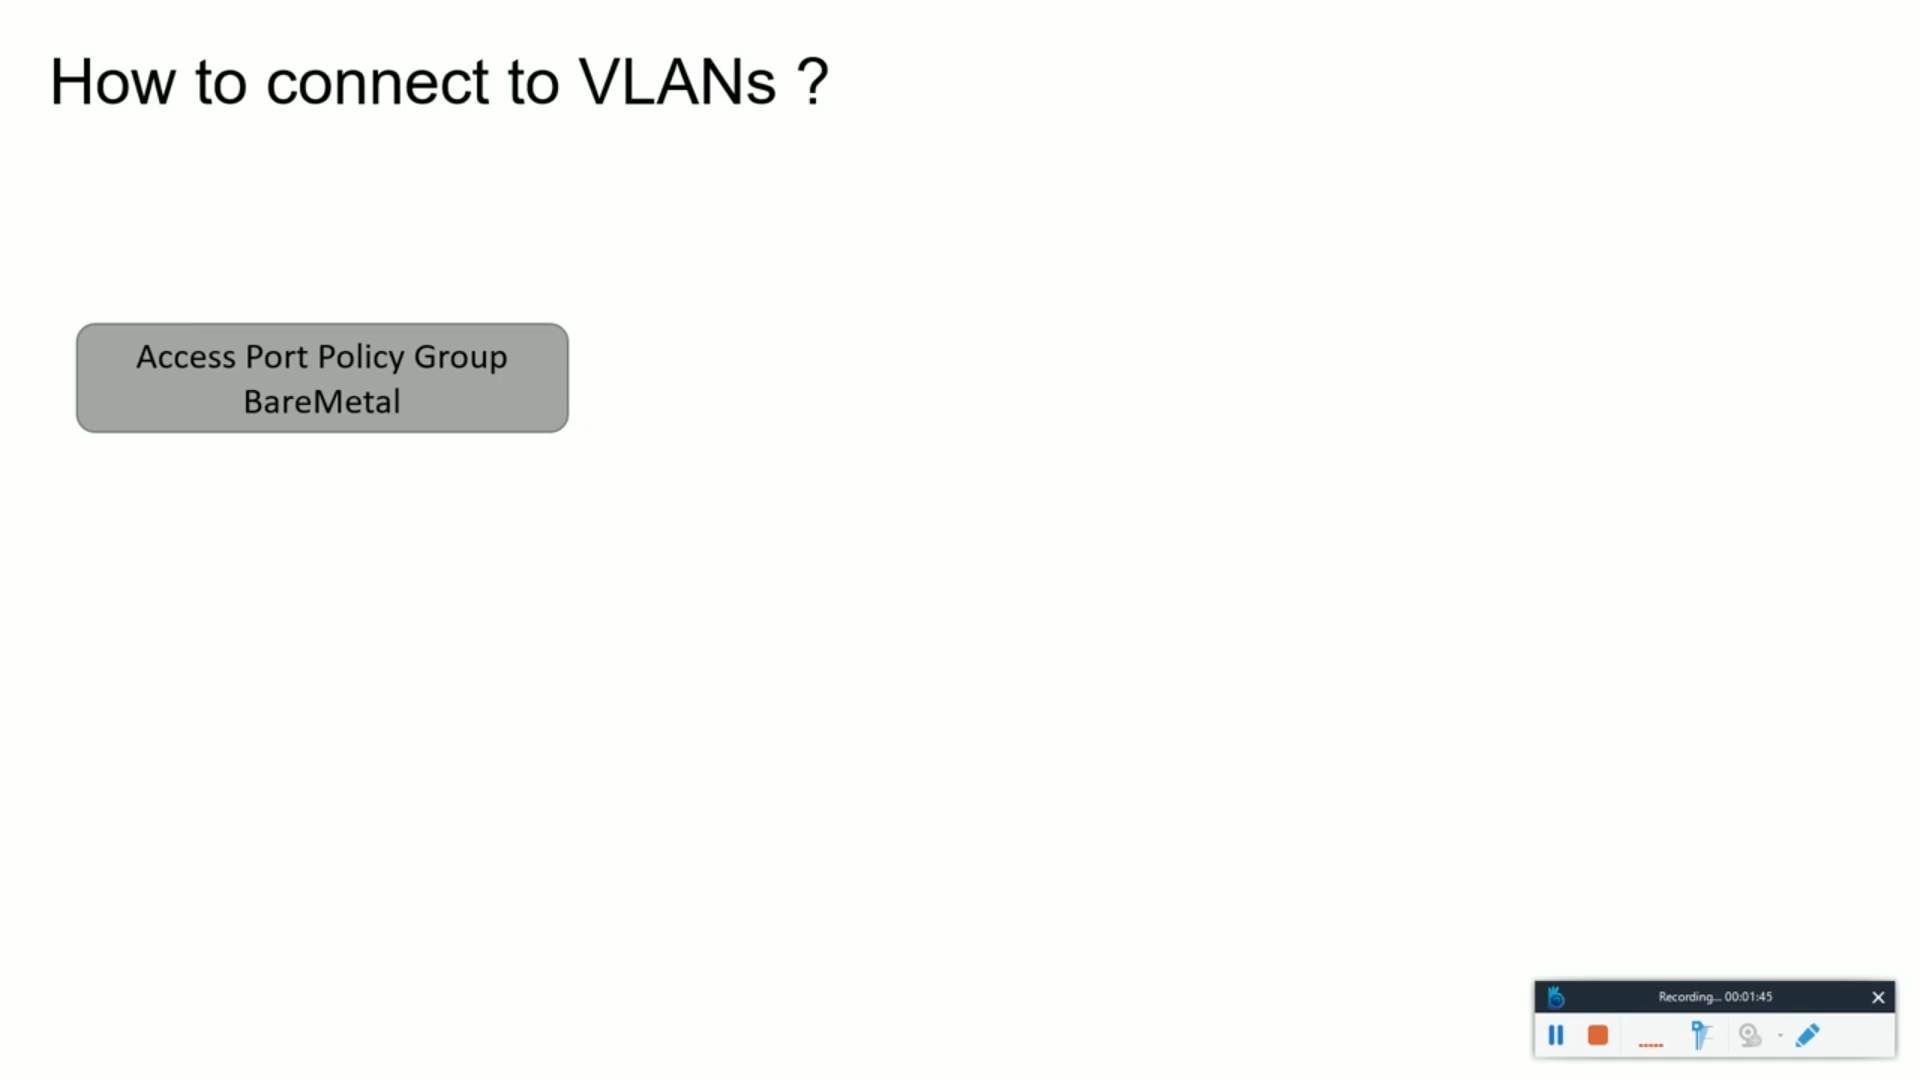 How to connect to VLANs ?
Access Port Policy Group
BareMetal
Recording... 00:01:45